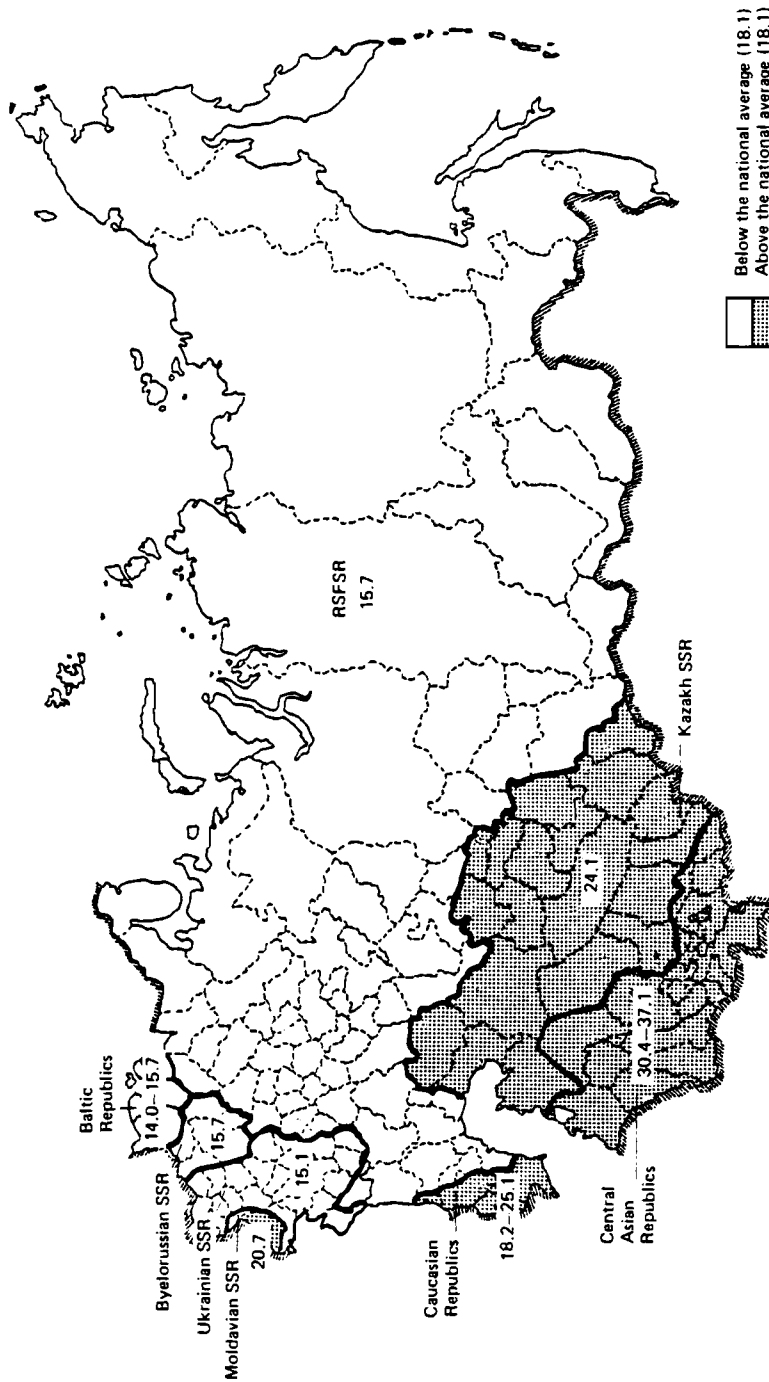 Baltic
Republics
14.0–15.7
Byelorussian SSR
15.7
Ukrainian SSR
15.1
Moldavian SSR
20.7
RSFSR
15.7
Caucasian
Republics
18.2–25.1
24.1
Kazakh SSR
30.4–37.1
Central
Asian
Republics
Below the national average (18.1)
Above the national average (18.1)